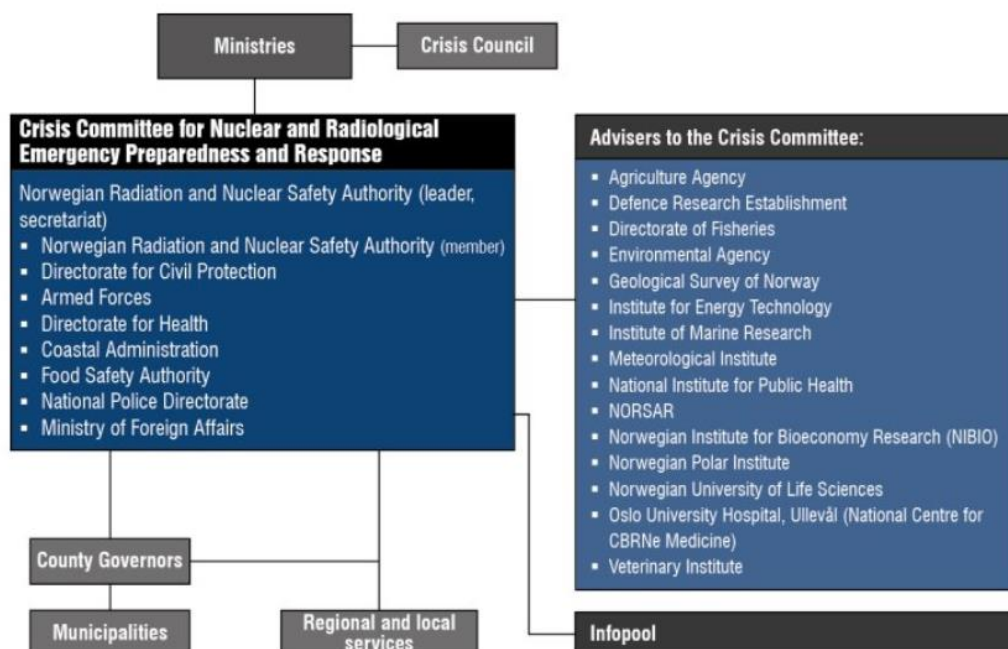 Ministries
Crisis Council
Crisis Committee for Nuclear and Radiological
Emergency Preparedness and Response
Norwegian Radiation and Nuclear Safety Authority (leader,
secretariat)
▪ Norwegian Radiation and Nuclear Safety Authority (member)
▪ Directorate for Civil Protection
▪ Armed Forces
▪ Directorate for Health
▪ Coastal Administration
▪ Food Safety Authority
▪ National Police Directorate
▪ Ministry of Foreign Affairs
Advisers to the Crisis Committee:
▪ Agriculture Agency
▪ Defence Research Establishment
▪ Directorate of Fisheries
▪ Environmental Agency
▪ Geological Survey of Norway
▪ Institute for Energy Technology
▪ Institute of Marine Research
▪ Meteorological Institute
▪ National Institute for Public Health
▪ NORSAR
▪ Norwegian Institute for Bioeconomy Research (NIBIO)
▪ Norwegian Polar Institute
▪ Norwegian University of Life Sciences
▪ Oslo University Hospital, Ullevål (National Centre for
CBRNe Medicine)
▪ Veterinary Institute
County Governors
Municipalities
Regional and local
services
Infopool